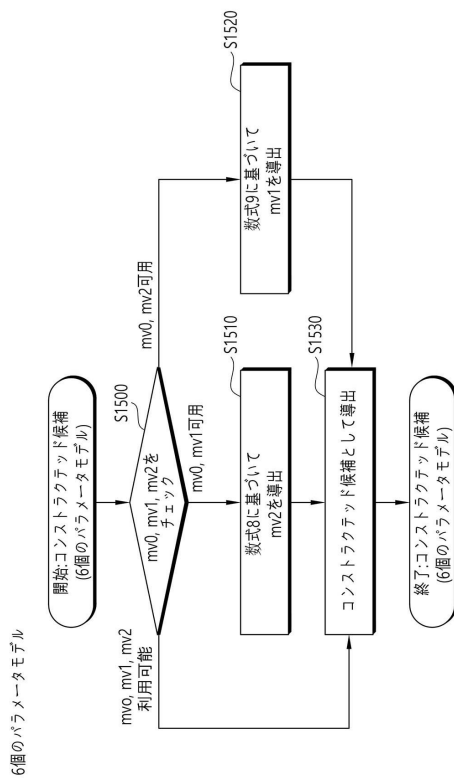 6個のパラメータモデル
開始:コンストラクテッド候補
(6個のパラメータモデル)
S1500
mv0, mv1, mv2を
チェック
mvo, mv1, mv2
利用可能
mv0, mv1可用
mv0, mv2可用
S1510
数式8に基づいて
mv2を導出
S1520
数式9に基づいて
mv1を導出
S1530
コンストラクテッド候補として導出
終了:コンストラクテッド候補
(6個のパラメータモデル)